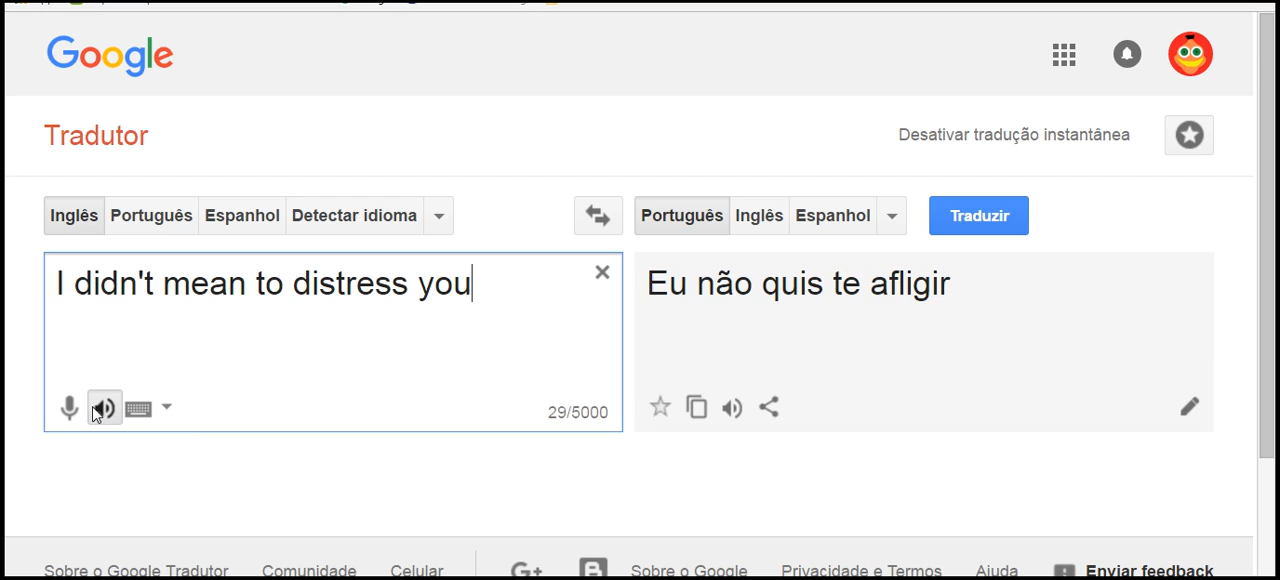 Google
Tradutor
Desativar tradução instantânea
Inglês Português Espanhol Detectar idioma
Português Inglês Espanhol
Traduzir
I didn't mean to distress you
Eu não quis te afligir
29/5000
Sobre o Google Tradutor Comunidade Celular G+ B Sobre o Google Privacidade e Termos Ajuda Enviar feedback